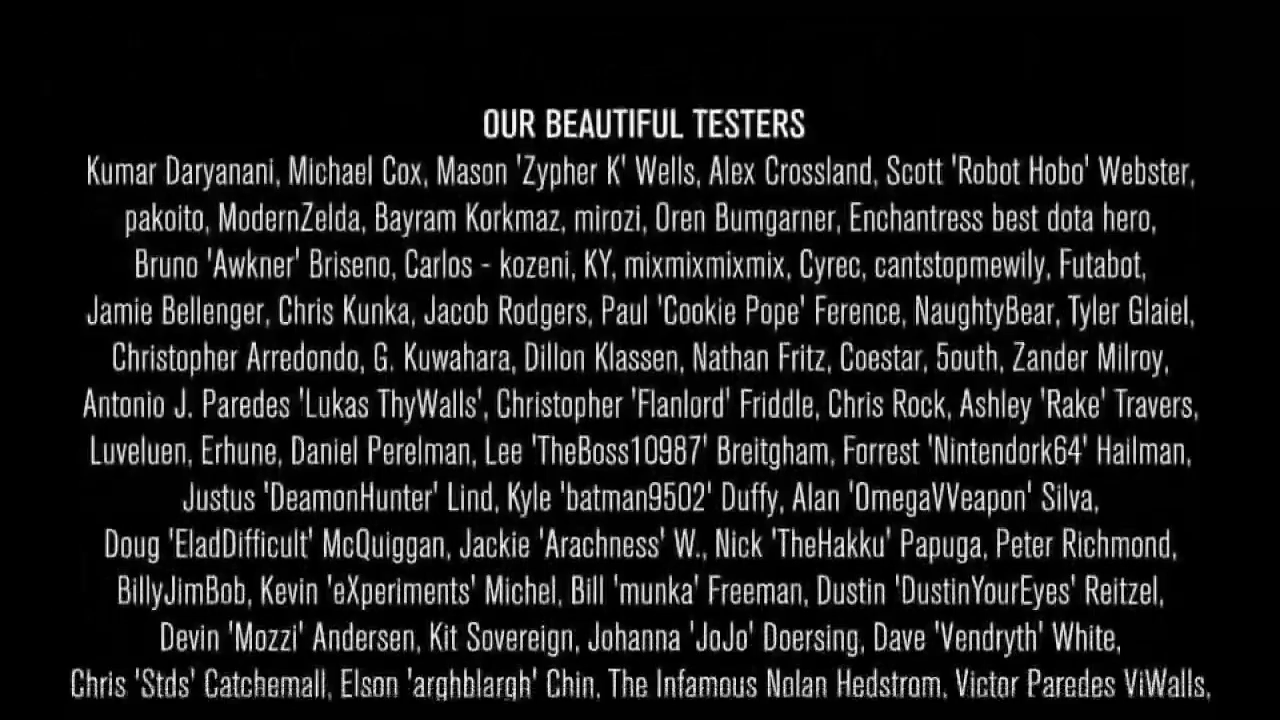 OUR BEAUTIFUL TESTERS
Kumar Daryanani, Michael Cox, Mason 'Zypher K' Wells, Alex Crossland, Scott 'Robot Hobo' Webster,
pakoito, ModernZelda, Bayram Korkmaz, mirozi, Oren Bumgarner, Enchantress best dota hero,
Bruno 'Awkner' Briseno, Carlos - kozeni, KY, mixmixmixmix, Cyrec, cantstopmewily, Futabot,
Jamie Bellenger, Chris Kunka, Jacob Rodgers, Paul 'Cookie Pope' Ference, NaughtyBear, Tyler Glaiel,
Christopher Arredondo, G. Kuwahara, Dillon Klassen, Nathan Fritz, Coestar, 5outh, Zander Milroy,
Antonio J. Paredes 'Lukas ThyWalls', Christopher 'Flanlord' Friddle, Chris Rock, Ashley 'Rake' Travers,
Luveluen, Erhune, Daniel Perelman, Lee 'TheBoss10987' Breitgham, Forrest 'Nintendork64' Hailman,
Justus 'DeamonHunter' Lind, Kyle 'batman9502' Duffy, Alan 'OmegaVVeapon' Silva,
Doug 'EladDifficult' McQuiggan, Jackie 'Arachness' W., Nick 'TheHakku' Papuga, Peter Richmond,
BillyJimBob, Kevin 'eXperiments' Michel, Bill 'munka' Freeman, Dustin 'DustinYourEyes' Reitzel,
Devin 'Mozzi' Andersen, Kit Sovereign, Johanna 'JoJo' Doersing, Dave 'Vendryth' White,
Chris 'Stds' Catchemall, Elson 'arghblargh' Chin, The Infamous Nolan Hedstrom, Victor Paredes ViWalls,